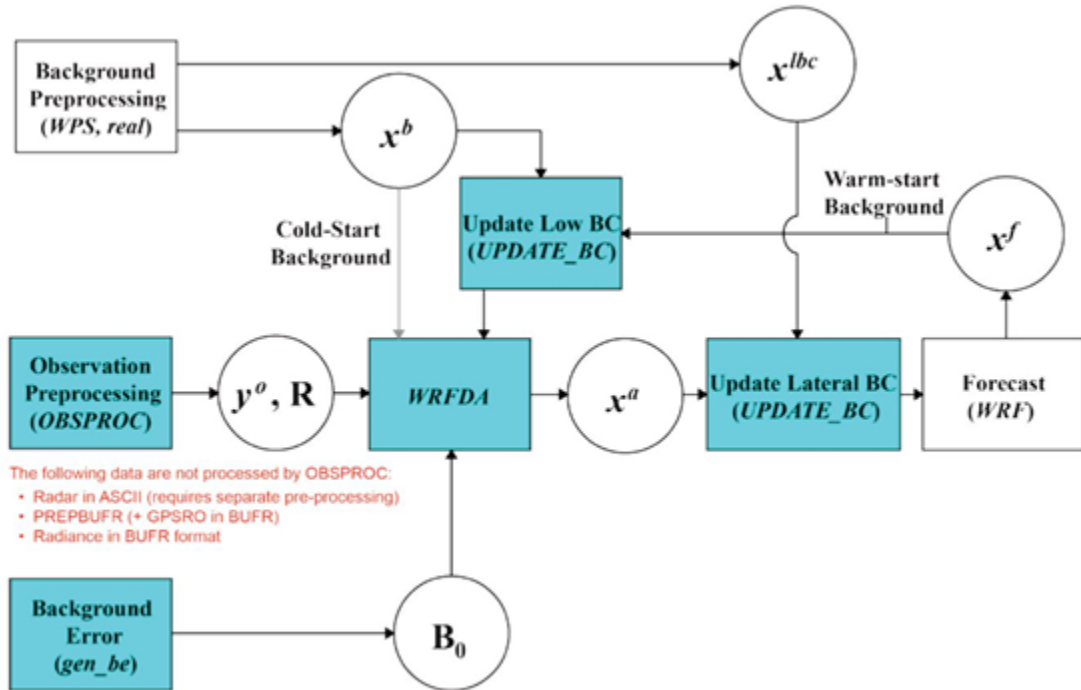 Background
Preprocessing
(WPS, real)
x^b
x^lbc
Cold-Start
Background
Update Low BC
(UPDATE_BC)
Warm-start
Background
x^f
Observation
Preprocessing
(OBSPROC)
y^o, R
WRFDA
x^a
Update Lateral BC
(UPDATE_BC)
Forecast
(WRF)
The following data are not processed by OBSPROC:
• Radar in ASCII (requires separate pre-processing)
• PREPBUFR (+ GPSRO in BUFR)
• Radiance in BUFR format
Background
Error
(gen_be)
B₀